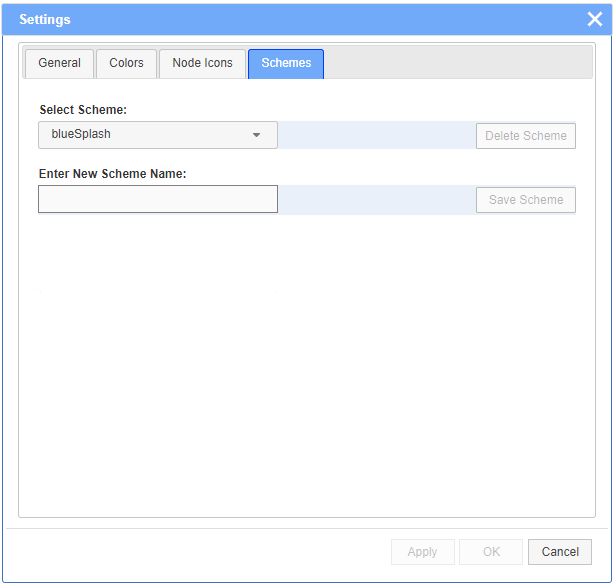 Settings
General Colors Node Icons Schemes
Select Scheme:
blueSplash Delete Scheme
Enter New Scheme Name:
Save Scheme
Apply OK Cancel